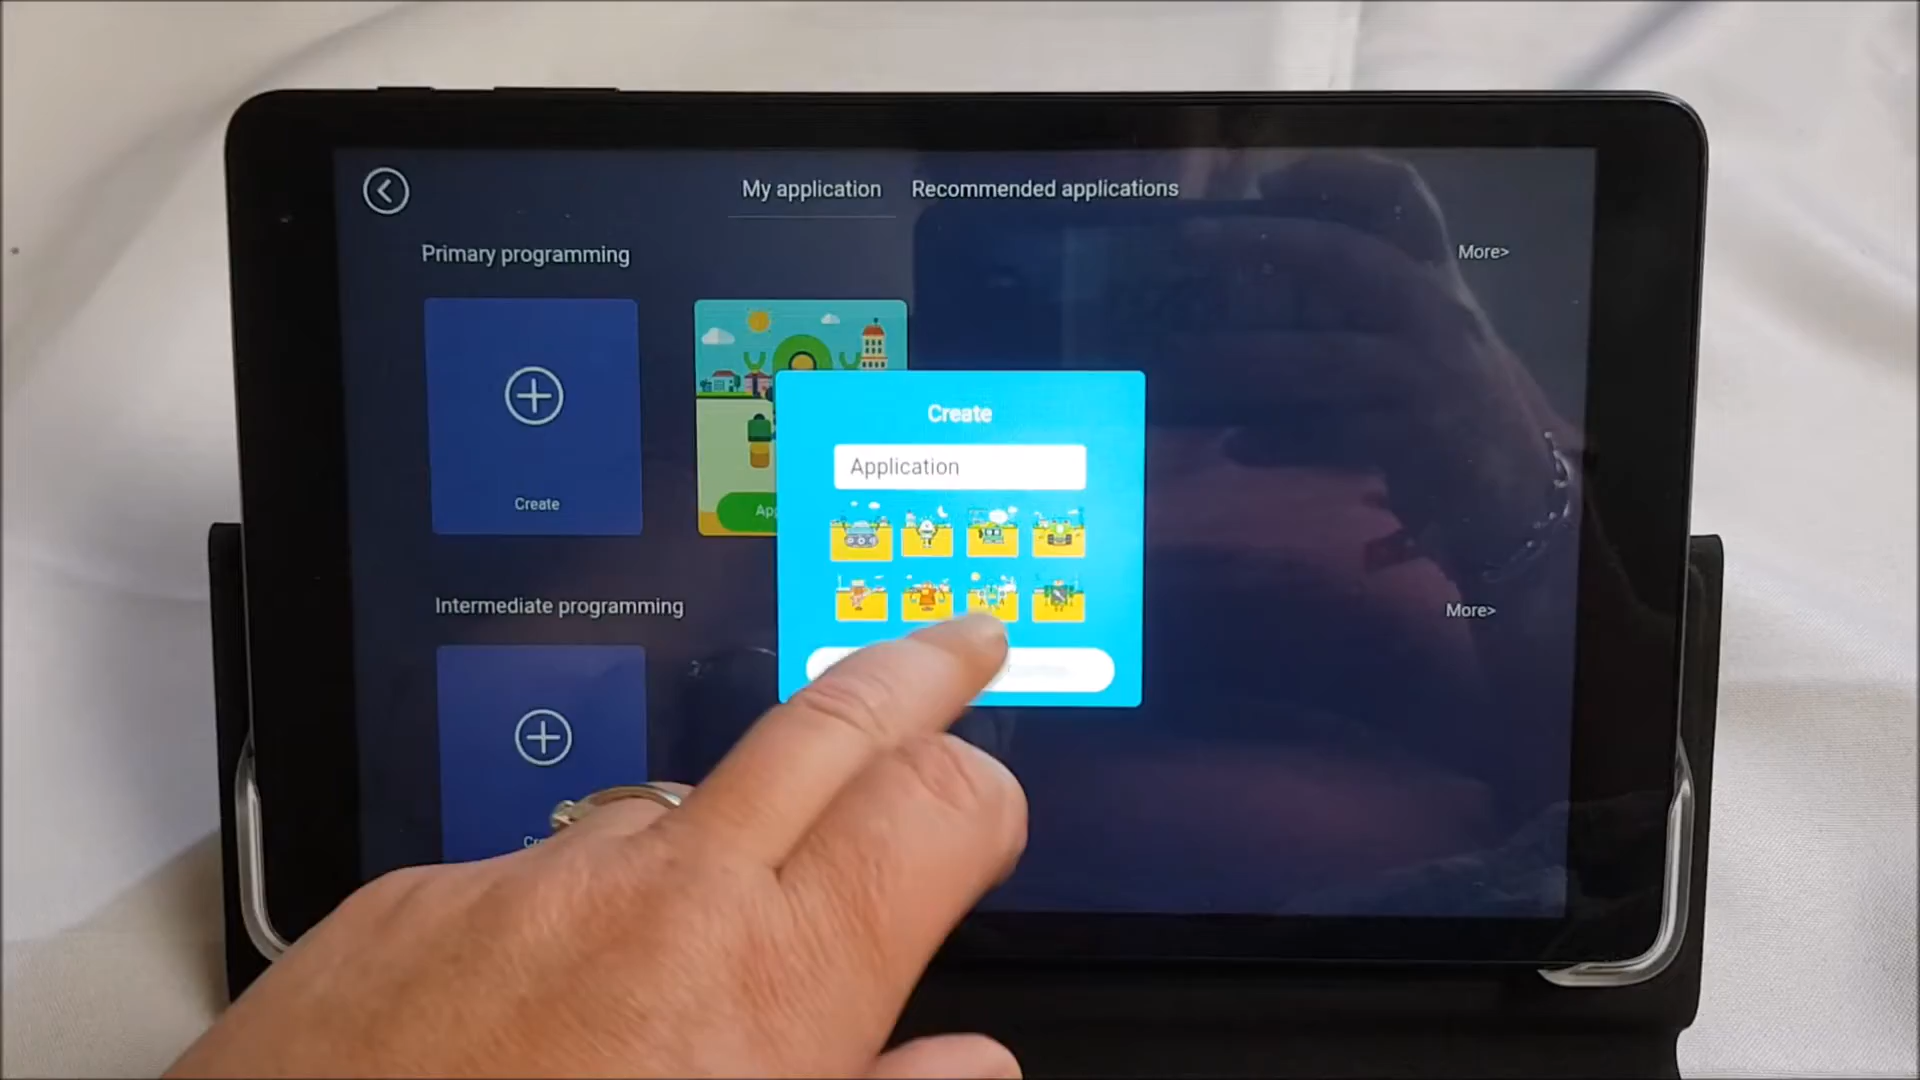 My application
Recommended applications
Primary programming
More>
Create
Create
Application
Intermediate programming
More>